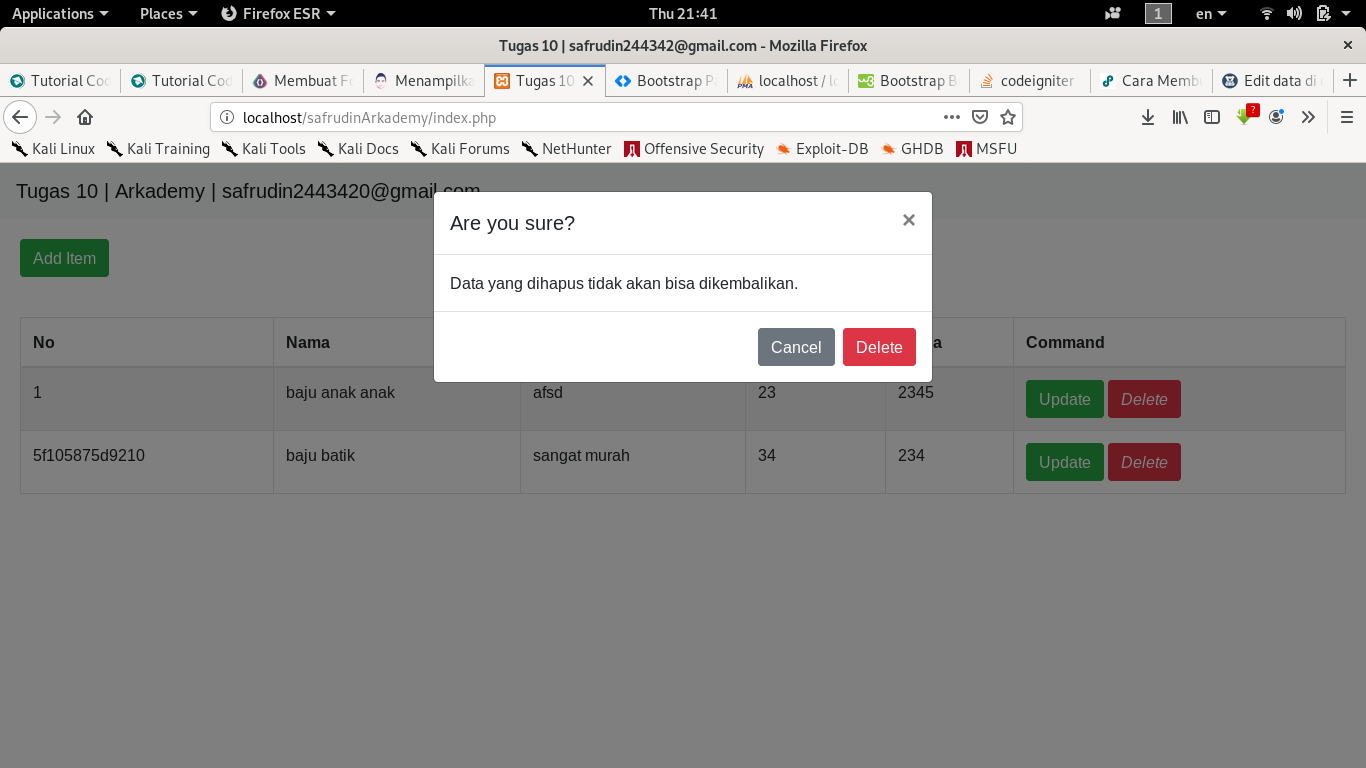 Applications Places Firefox ESR Thu 21:41 1 en
Tugas 10 | safrudin244342@gmail.com - Mozilla Firefox
Tutorial Co Tutorial Co Membuat F Menampilka Tugas 10 Bootstrap P localhost / lo Bootstrap B codeigniter Cara Memb Edit data di
localhost/safrudinArkademy/index.php
Kali Linux Kali Training Kali Tools Kali Docs Kali Forums NetHunter Offensive Security Exploit-DB GHDB MSFU
Tugas 10 | Arkademy | safrudin2443420@gmail.com
Are you sure? ×
Add Item
Data yang dihapus tidak akan bisa dikembalikan.
Cancel Delete
No Nama a Command
1 baju anak anak afsd 23 2345 Update Delete
5f105875d9210 baju batik sangat murah 34 234 Update Delete